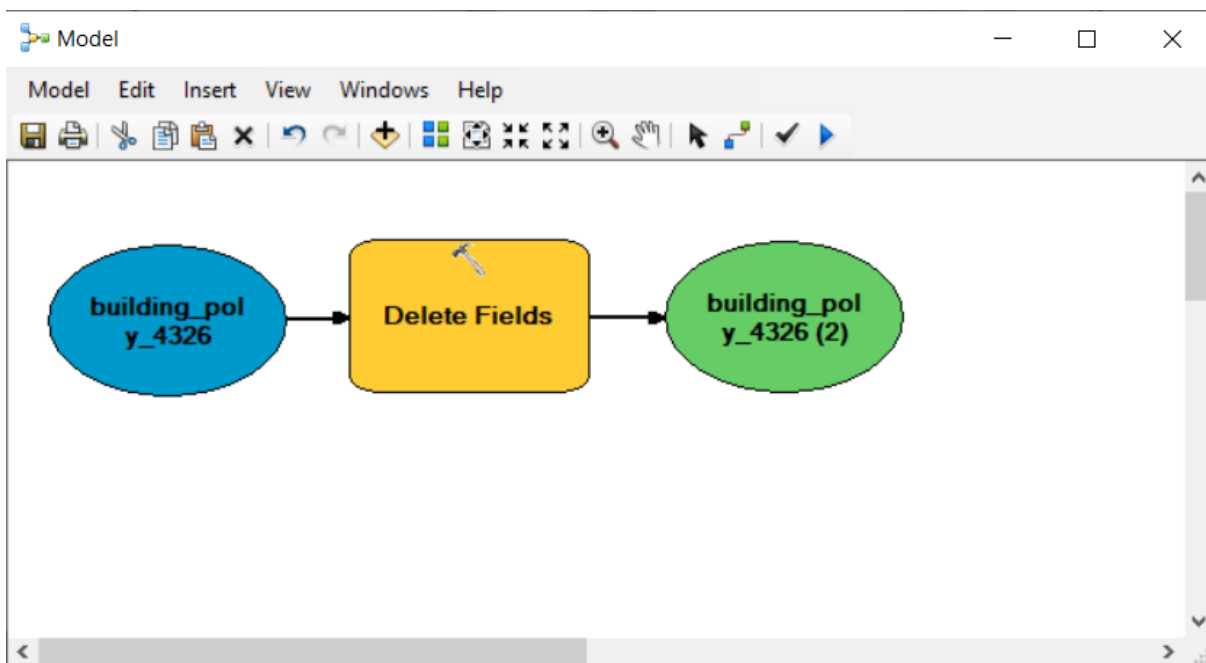 Model
Model Edit Insert View Windows Help
building_pol
y_4326
Delete Fields
building_pol
y_4326 (2)